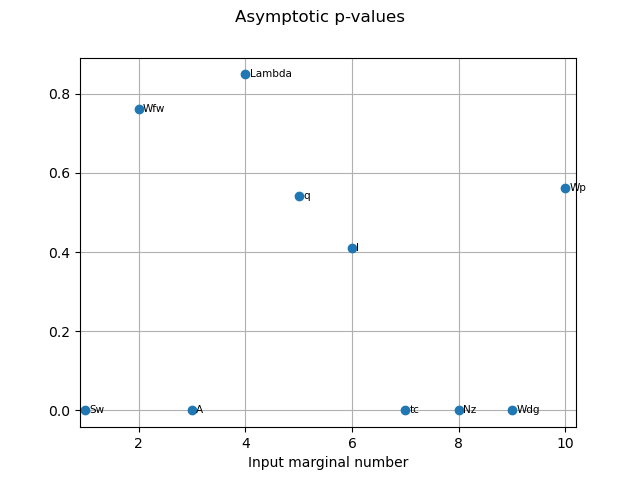 Asymptotic p-values
0.8
0.6
0.4
0.2
0.0
Lambda
Wfw
q
Wp
l
Sw
A
tc
Nz
Wdg
2
4
6
8
10
Input marginal number